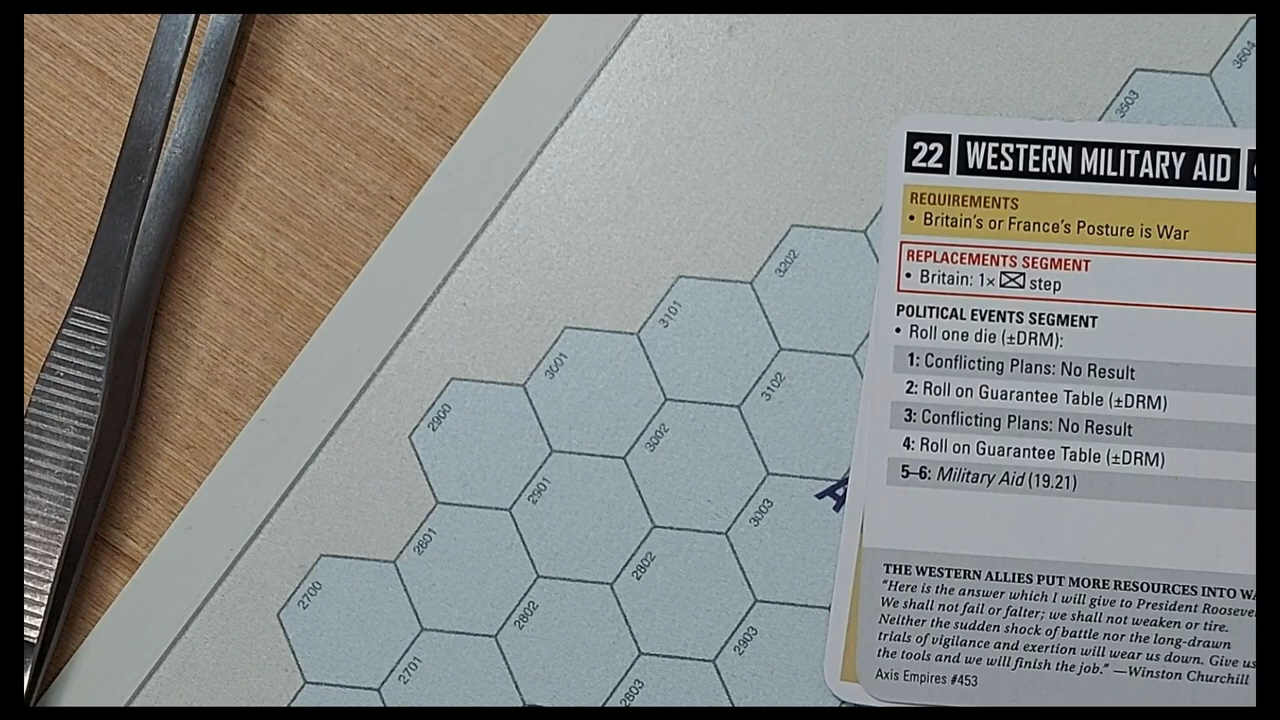 3604
3503
22 WESTERN MILITARY AID
REQUIREMENTS
• Britain's or France's Posture is War
REPLACEMENTS SEGMENT
• Britain: 1× step
POLITICAL EVENTS SEGMENT
• Roll one die (±DRM):
1: Conflicting Plans: No Result
2: Roll on Guarantee Table (±DRM)
3: Conflicting Plans: No Result
4: Roll on Guarantee Table (±DRM)
5–6: Military Aid (19.21)
THE WESTERN ALLIES PUT MORE RESOURCES INTO
"Here is the answer which I will give to President
We shall not fail or falter; we shall not weaken or tire.
Neither the sudden shock of battle nor the long-drawn
trials of vigilance and exertion will wear us down. Give us
the tools and we will finish the job." —Winston Churchill
Axis Empires #453
3202
3101
3001
3102
2900
3002
2901
3003
A
2801
2802
2700
2802
2903
2701
2803